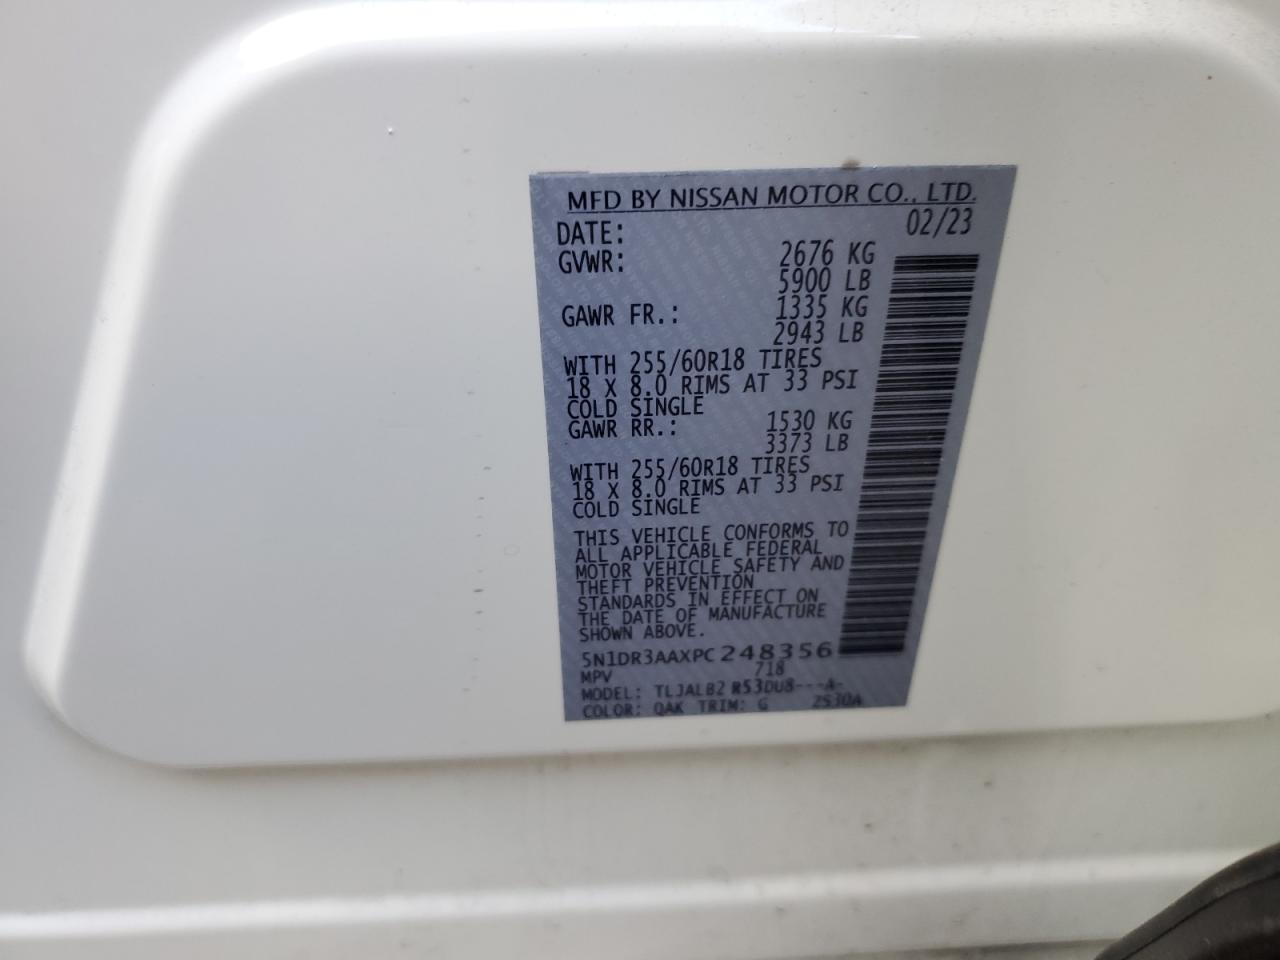 MFD BY NISSAN MOTOR CO., LTD.
DATE: 02/23
GVWR: 2676 KG
5900 LB
GAWR FR.: 1335 KG
2943 LB
WITH 255/60R18 TIRES
18 X 8.0 RIMS AT 33 PSI
COLD SINGLE
GAWR RR.: 1530 KG
3373 LB
WITH 255/60R18 TIRES
18 X 8.0 RIMS AT 33 PSI
COLD SINGLE
THIS VEHICLE CONFORMS TO
ALL APPLICABLE FEDERAL
MOTOR VEHICLE SAFETY AND
THEFT PREVENTION
STANDARDS IN EFFECT ON
THE DATE OF MANUFACTURE
SHOWN ABOVE.
5N1DR3AAXPC248356
MPV 718
MODEL: TLJALB2 R53DU8---A-
COLOR: QAK TRIM: G 2S30A